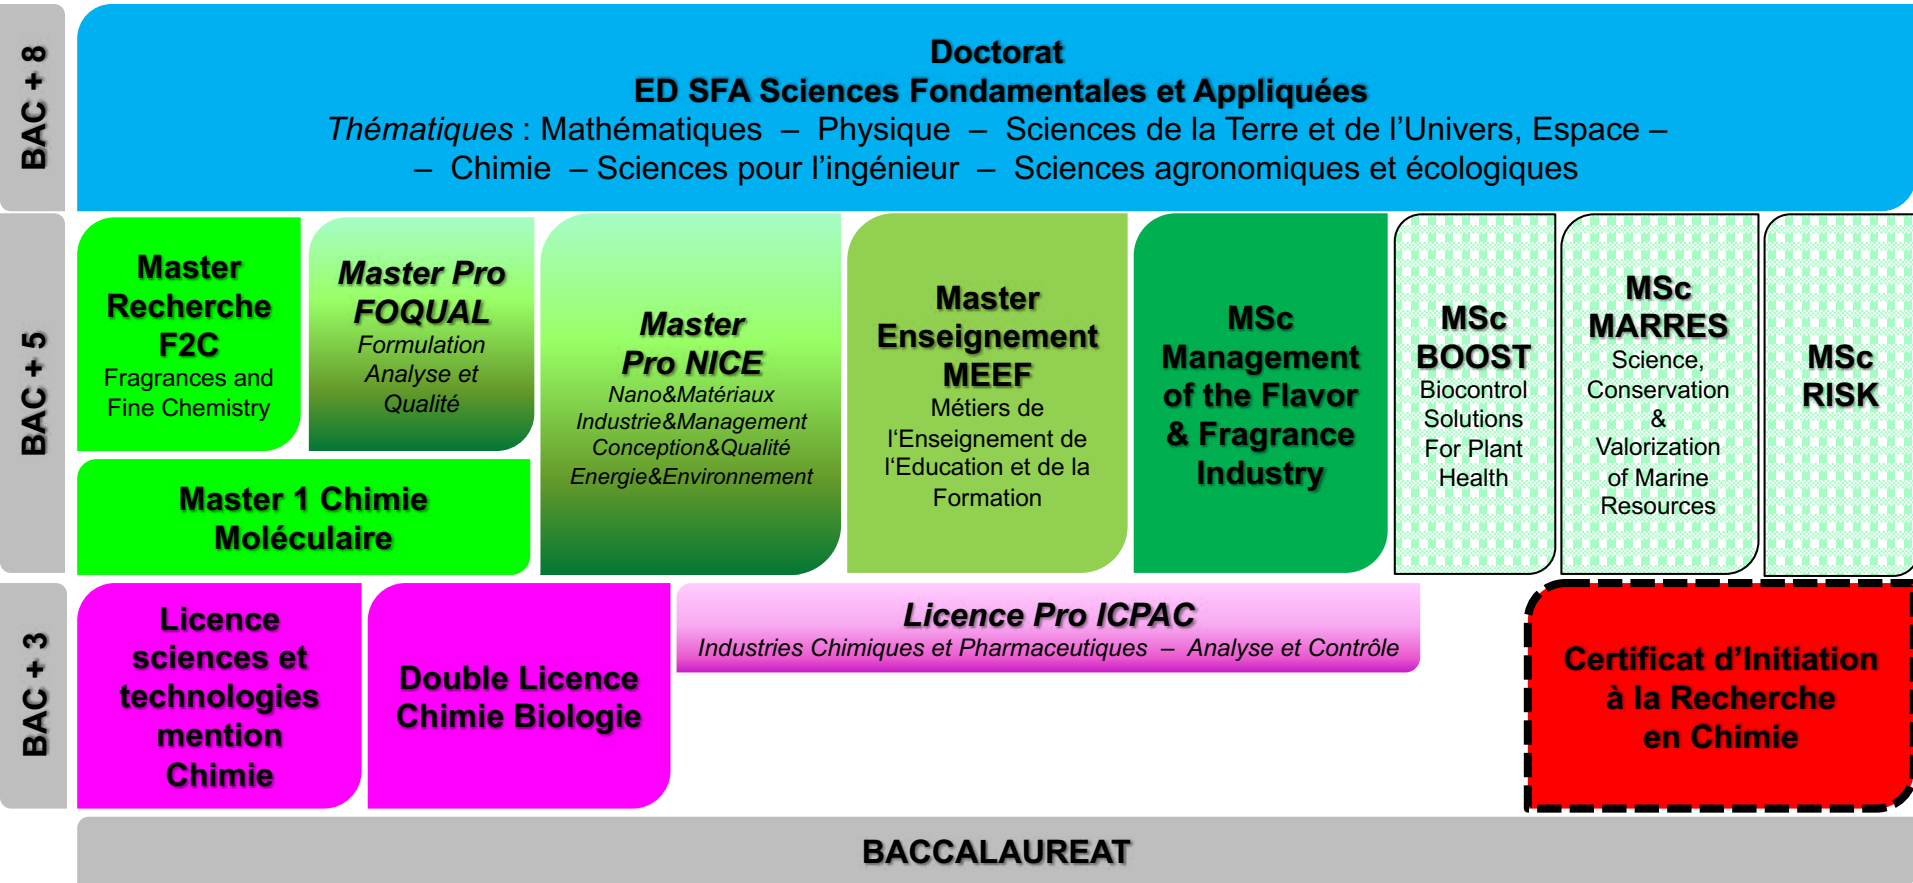 BAC + 8
Doctorat
ED SFA Sciences Fondamentales et Appliquées
Thématiques : Mathématiques – Physique – Sciences de la Terre et de l’Univers, Espace –
– Chimie – Sciences pour l’ingénieur – Sciences agronomiques et écologiques
BAC + 5
Master
Recherche
F2C
Fragrances and
Fine Chemistry
Master Pro
FOQUAL
Formulation
Analyse et
Qualité
Master 1 Chimie
Moléculaire
Master
Pro NICE
Nano&Matériaux
Industrie&Management
Conception&Qualité
Energie&Environnement
Master
Enseignement
MEEF
Métiers de
l‘Enseignement de
l‘Education et de la
Formation
MSc
Management
of the Flavor
& Fragrance
Industry
MSc
BOOST
Biocontrol
Solutions
For Plant
Health
MSc
MARRES
Science,
Conservation
&
Valorization
of Marine
Resources
MSc
RISK
BAC + 3
Licence
sciences et
technologies
mention
Chimie
Double Licence
Chimie Biologie
Licence Pro ICPAC
Industries Chimiques et Pharmaceutiques – Analyse et Contrôle
Certificat d’Initiation
à la Recherche
en Chimie
BACCALAUREAT